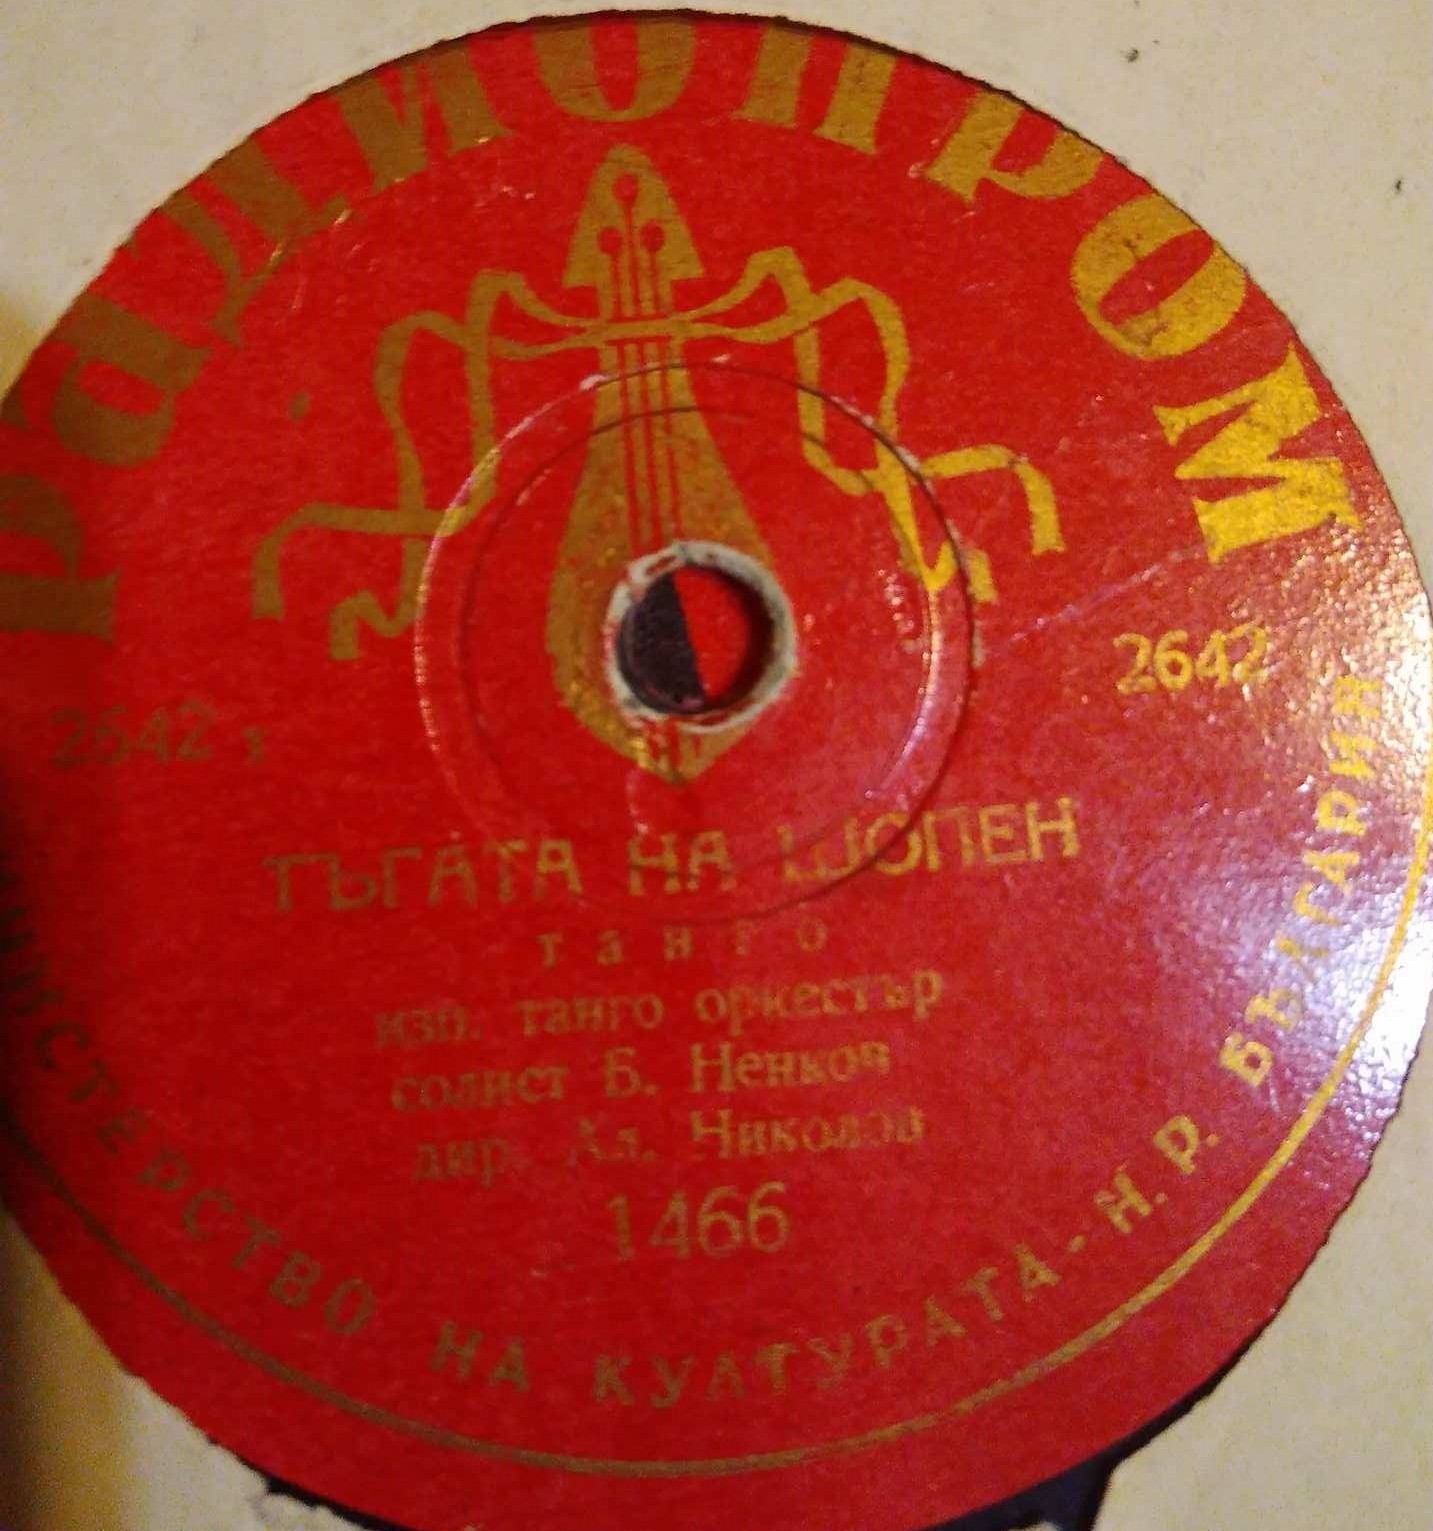 РАДИОПРОМ
2642
2642
ТЪГАТА НА ШОПЕН
танго
изп. танго оркестър
солист Б. Ненков
дир. Ал. Николов
1466
МИНИСТЕРСТВО НА КУЛТУРАТА - Н. Р. БЪЛГАРИЯ